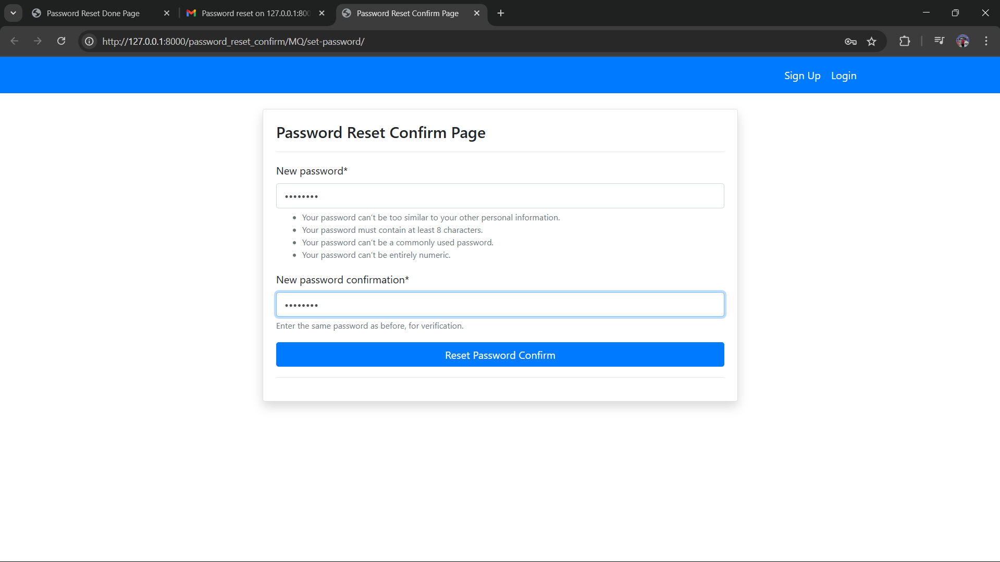 Password Reset Done Page
Password reset on 127.0.0.1:800
Password Reset Confirm Page
http://127.0.0.1:8000/password_reset_confirm/MQ/set-password/
Sign Up Login
Password Reset Confirm Page
New password*
••••••••
• Your password can’t be too similar to your other personal information.
• Your password must contain at least 8 characters.
• Your password can’t be a commonly used password.
• Your password can’t be entirely numeric.
New password confirmation*
••••••••
Enter the same password as before, for verification.
Reset Password Confirm